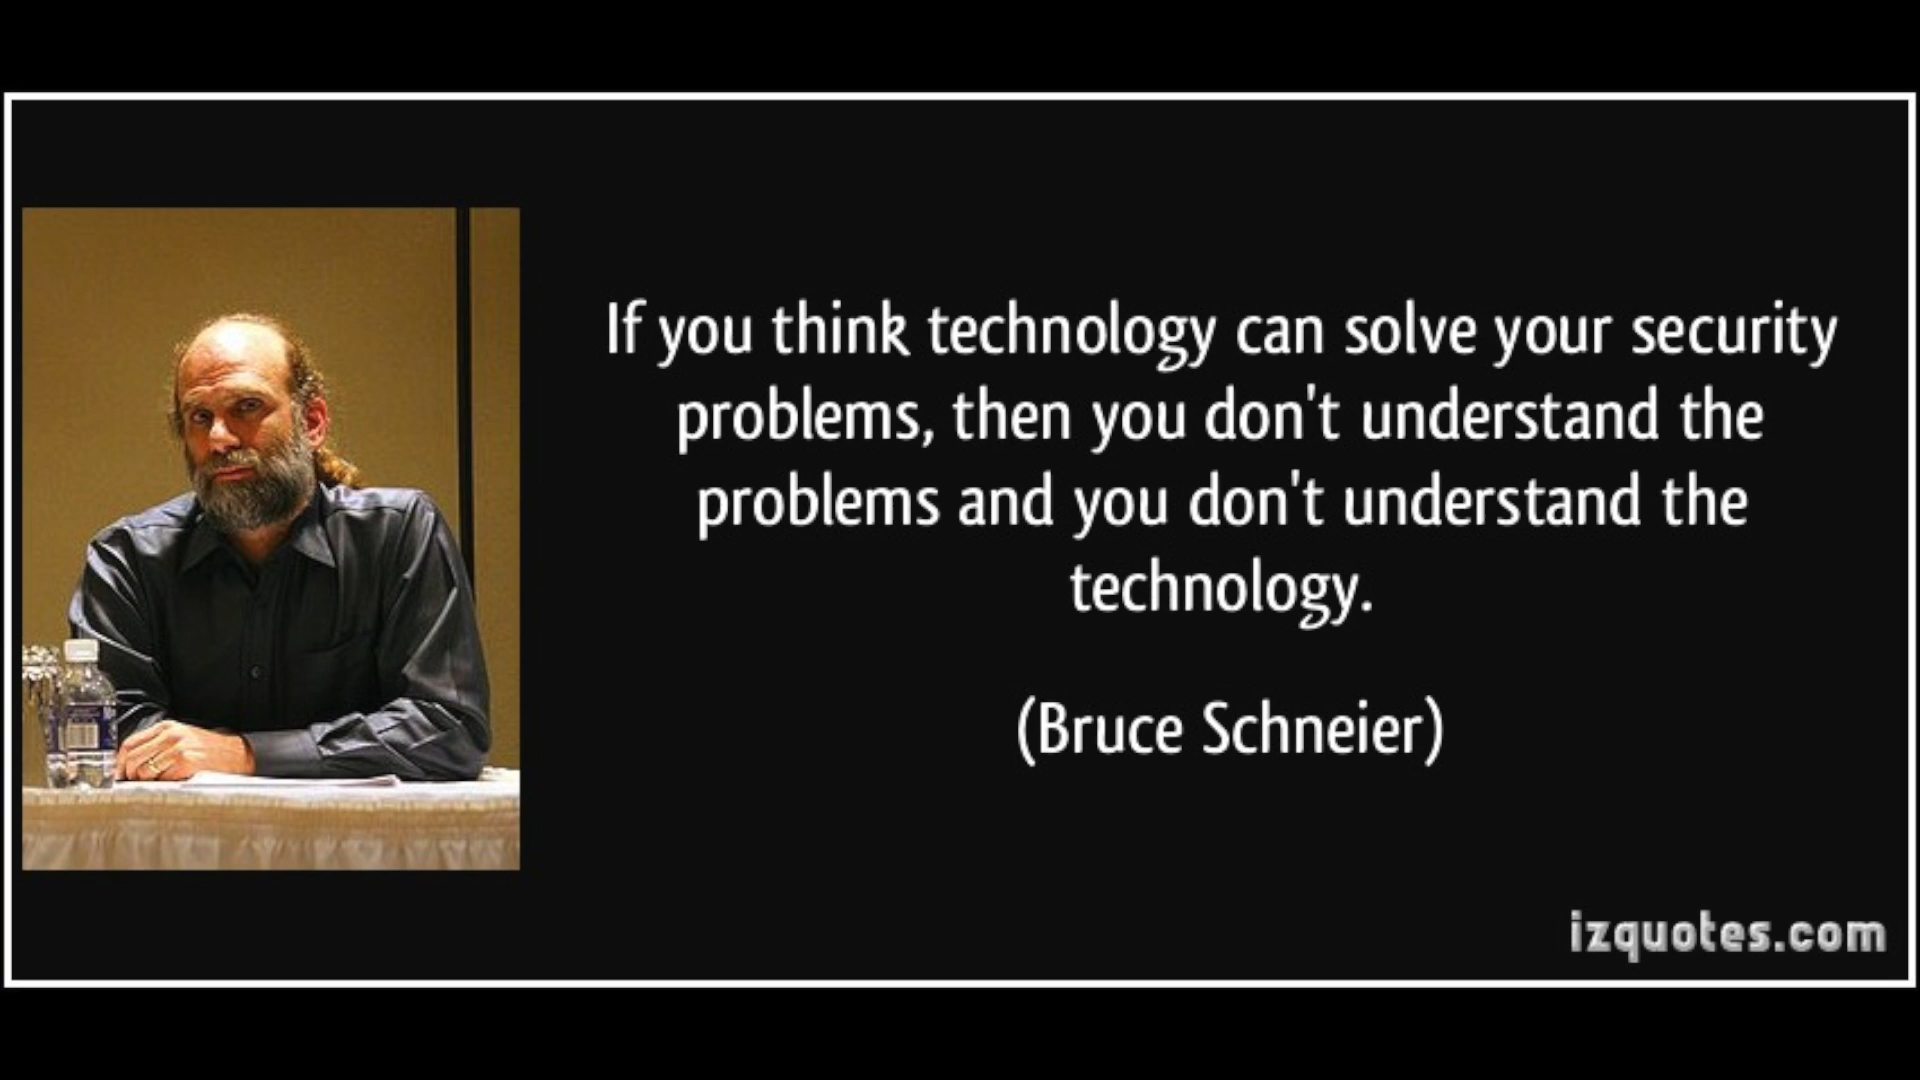 If you think technology can solve your security
problems, then you don't understand the
problems and you don't understand the
technology.
(Bruce Schneier)
izquotes.com